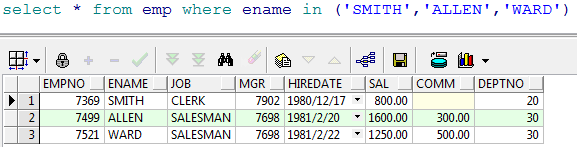 select * from emp where ename in ('SMITH','ALLEN','WARD')
EMPNO ENAME JOB MGR HIREDATE SAL COMM DEPTNO
1 7369 SMITH CLERK 7902 1980/12/17 800.00 20
2 7499 ALLEN SALESMAN 7698 1981/2/20 1600.00 300.00 30
3 7521 WARD SALESMAN 7698 1981/2/22 1250.00 500.00 30